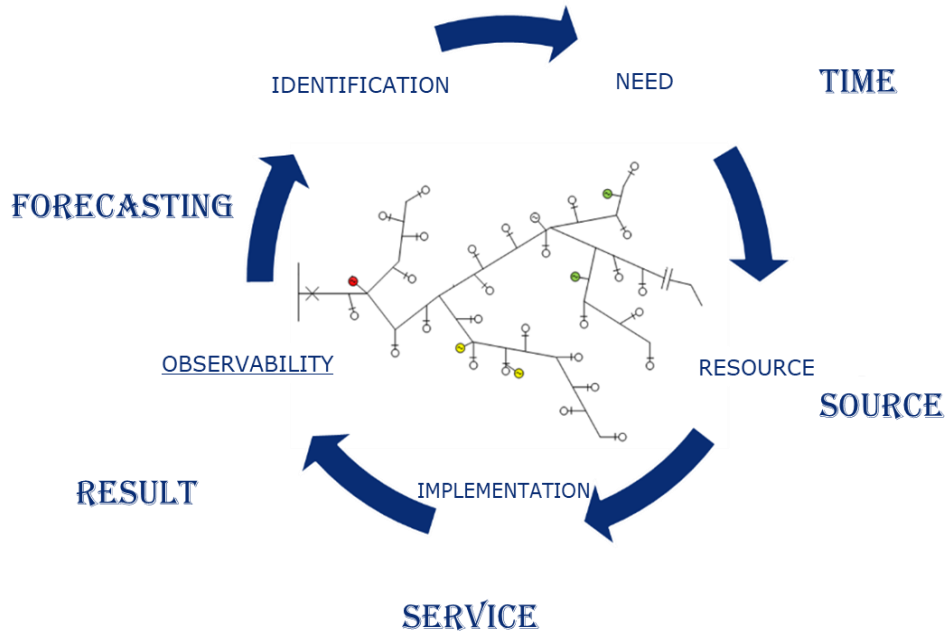 IDENTIFICATION
NEED
TIME
FORECASTING
OBSERVABILITY
RESOURCE
SOURCE
RESULT
IMPLEMENTATION
SERVICE